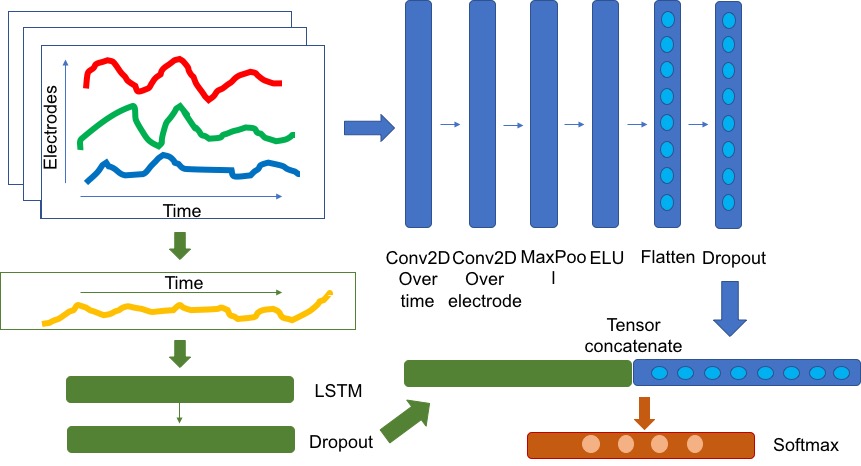 Electrodes
Time
Conv2D
Over
time
Conv2D
Over
electrode
MaxPoo
l
ELU
Flatten
Dropout
Time
Tensor
concatenate
LSTM
Dropout
Softmax